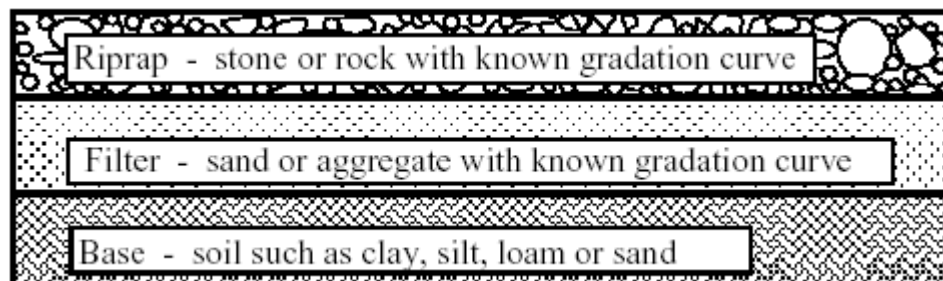 Riprap - stone or rock with known gradation curve
Filter - sand or aggregate with known gradation curve
Base - soil such as clay, silt, loam or sand